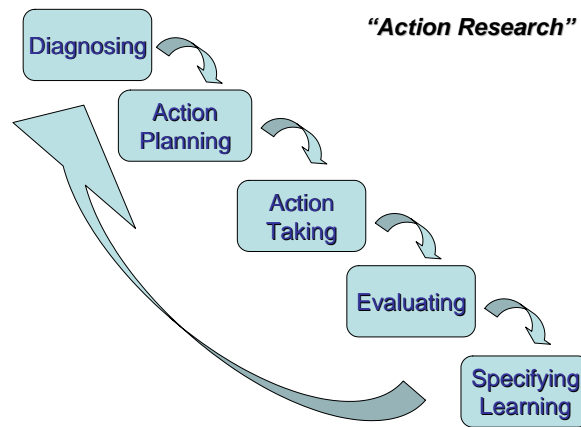 "Action Research"
Diagnosing
Action
Planning
Action
Taking
Evaluating
Specifying
Learning